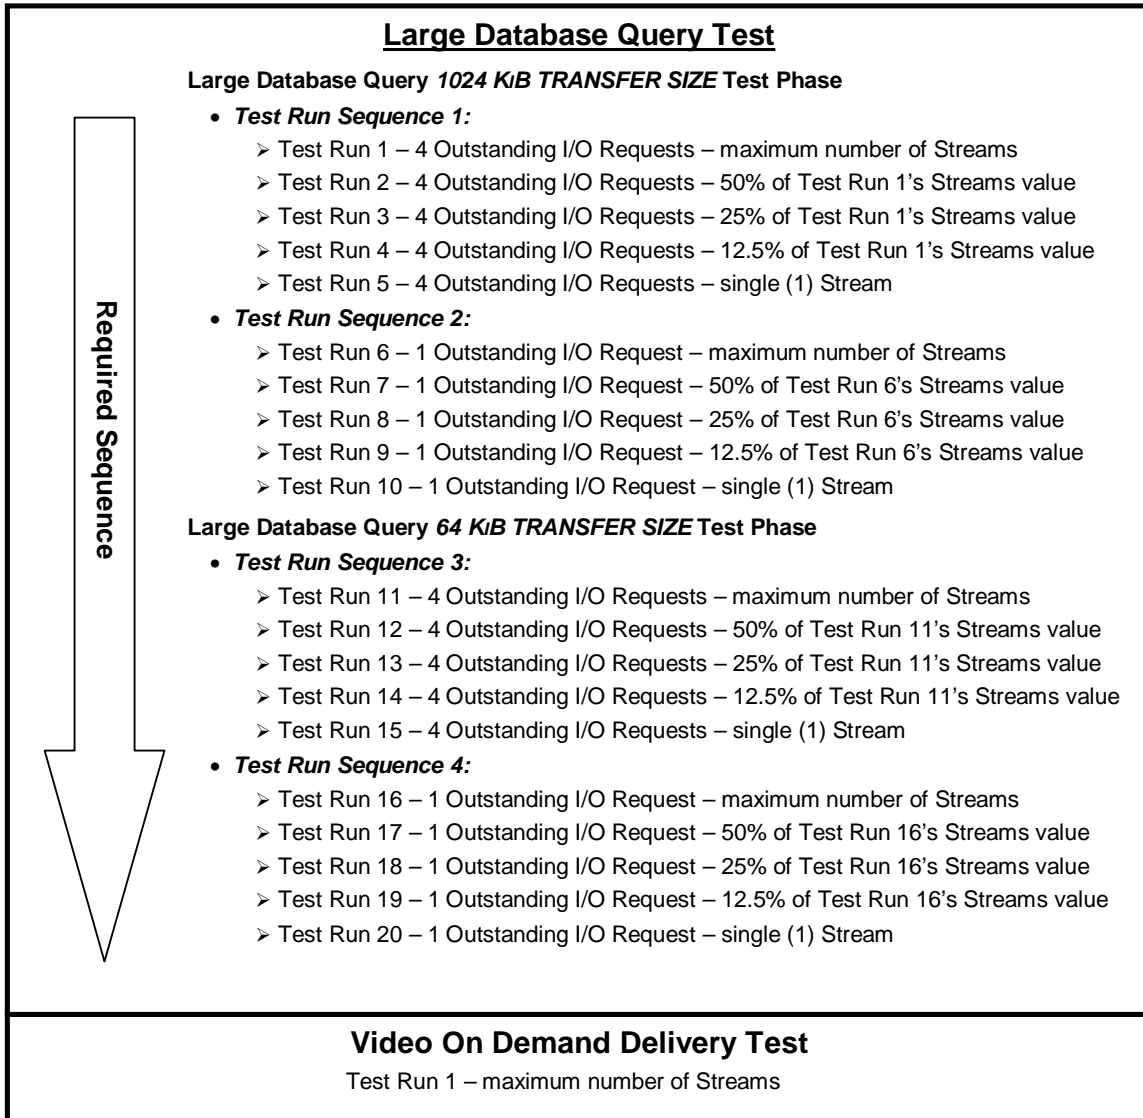 Large Database Query Test
Large Database Query 1024 KIB TRANSFER SIZE Test Phase
• Test Run Sequence 1:
➢ Test Run 1 – 4 Outstanding I/O Requests – maximum number of Streams
➢ Test Run 2 – 4 Outstanding I/O Requests – 50% of Test Run 1's Streams value
➢ Test Run 3 – 4 Outstanding I/O Requests – 25% of Test Run 1's Streams value
➢ Test Run 4 – 4 Outstanding I/O Requests – 12.5% of Test Run 1's Streams value
➢ Test Run 5 – 4 Outstanding I/O Requests – single (1) Stream
• Test Run Sequence 2:
➢ Test Run 6 – 1 Outstanding I/O Request – maximum number of Streams
➢ Test Run 7 – 1 Outstanding I/O Request – 50% of Test Run 6's Streams value
➢ Test Run 8 – 1 Outstanding I/O Request – 25% of Test Run 6's Streams value
➢ Test Run 9 – 1 Outstanding I/O Request – 12.5% of Test Run 6's Streams value
➢ Test Run 10 – 1 Outstanding I/O Request – single (1) Stream
Large Database Query 64 KIB TRANSFER SIZE Test Phase
• Test Run Sequence 3:
➢ Test Run 11 – 4 Outstanding I/O Requests – maximum number of Streams
➢ Test Run 12 – 4 Outstanding I/O Requests – 50% of Test Run 11's Streams value
➢ Test Run 13 – 4 Outstanding I/O Requests – 25% of Test Run 11's Streams value
➢ Test Run 14 – 4 Outstanding I/O Requests – 12.5% of Test Run 11's Streams value
➢ Test Run 15 – 4 Outstanding I/O Requests – single (1) Stream
• Test Run Sequence 4:
➢ Test Run 16 – 1 Outstanding I/O Request – maximum number of Streams
➢ Test Run 17 – 1 Outstanding I/O Request – 50% of Test Run 16's Streams value
➢ Test Run 18 – 1 Outstanding I/O Request – 25% of Test Run 16's Streams value
➢ Test Run 19 – 1 Outstanding I/O Request – 12.5% of Test Run 16's Streams value
➢ Test Run 20 – 1 Outstanding I/O Request – single (1) Stream
Required Sequence
Video On Demand Delivery Test
Test Run 1 – maximum number of Streams